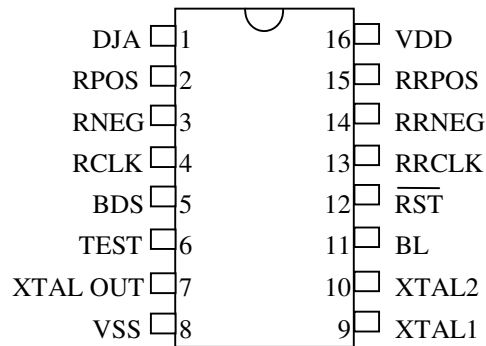 DJA 1 16 VDD
RPOS 2 15 RRPOS
RNEG 3 14 RRNEG
RCLK 4 13 RRCLK
BDS 5 12 R̅S̅T̅
TEST 6 11 BL
XTAL OUT 7 10 XTAL2
VSS 8 9 XTAL1